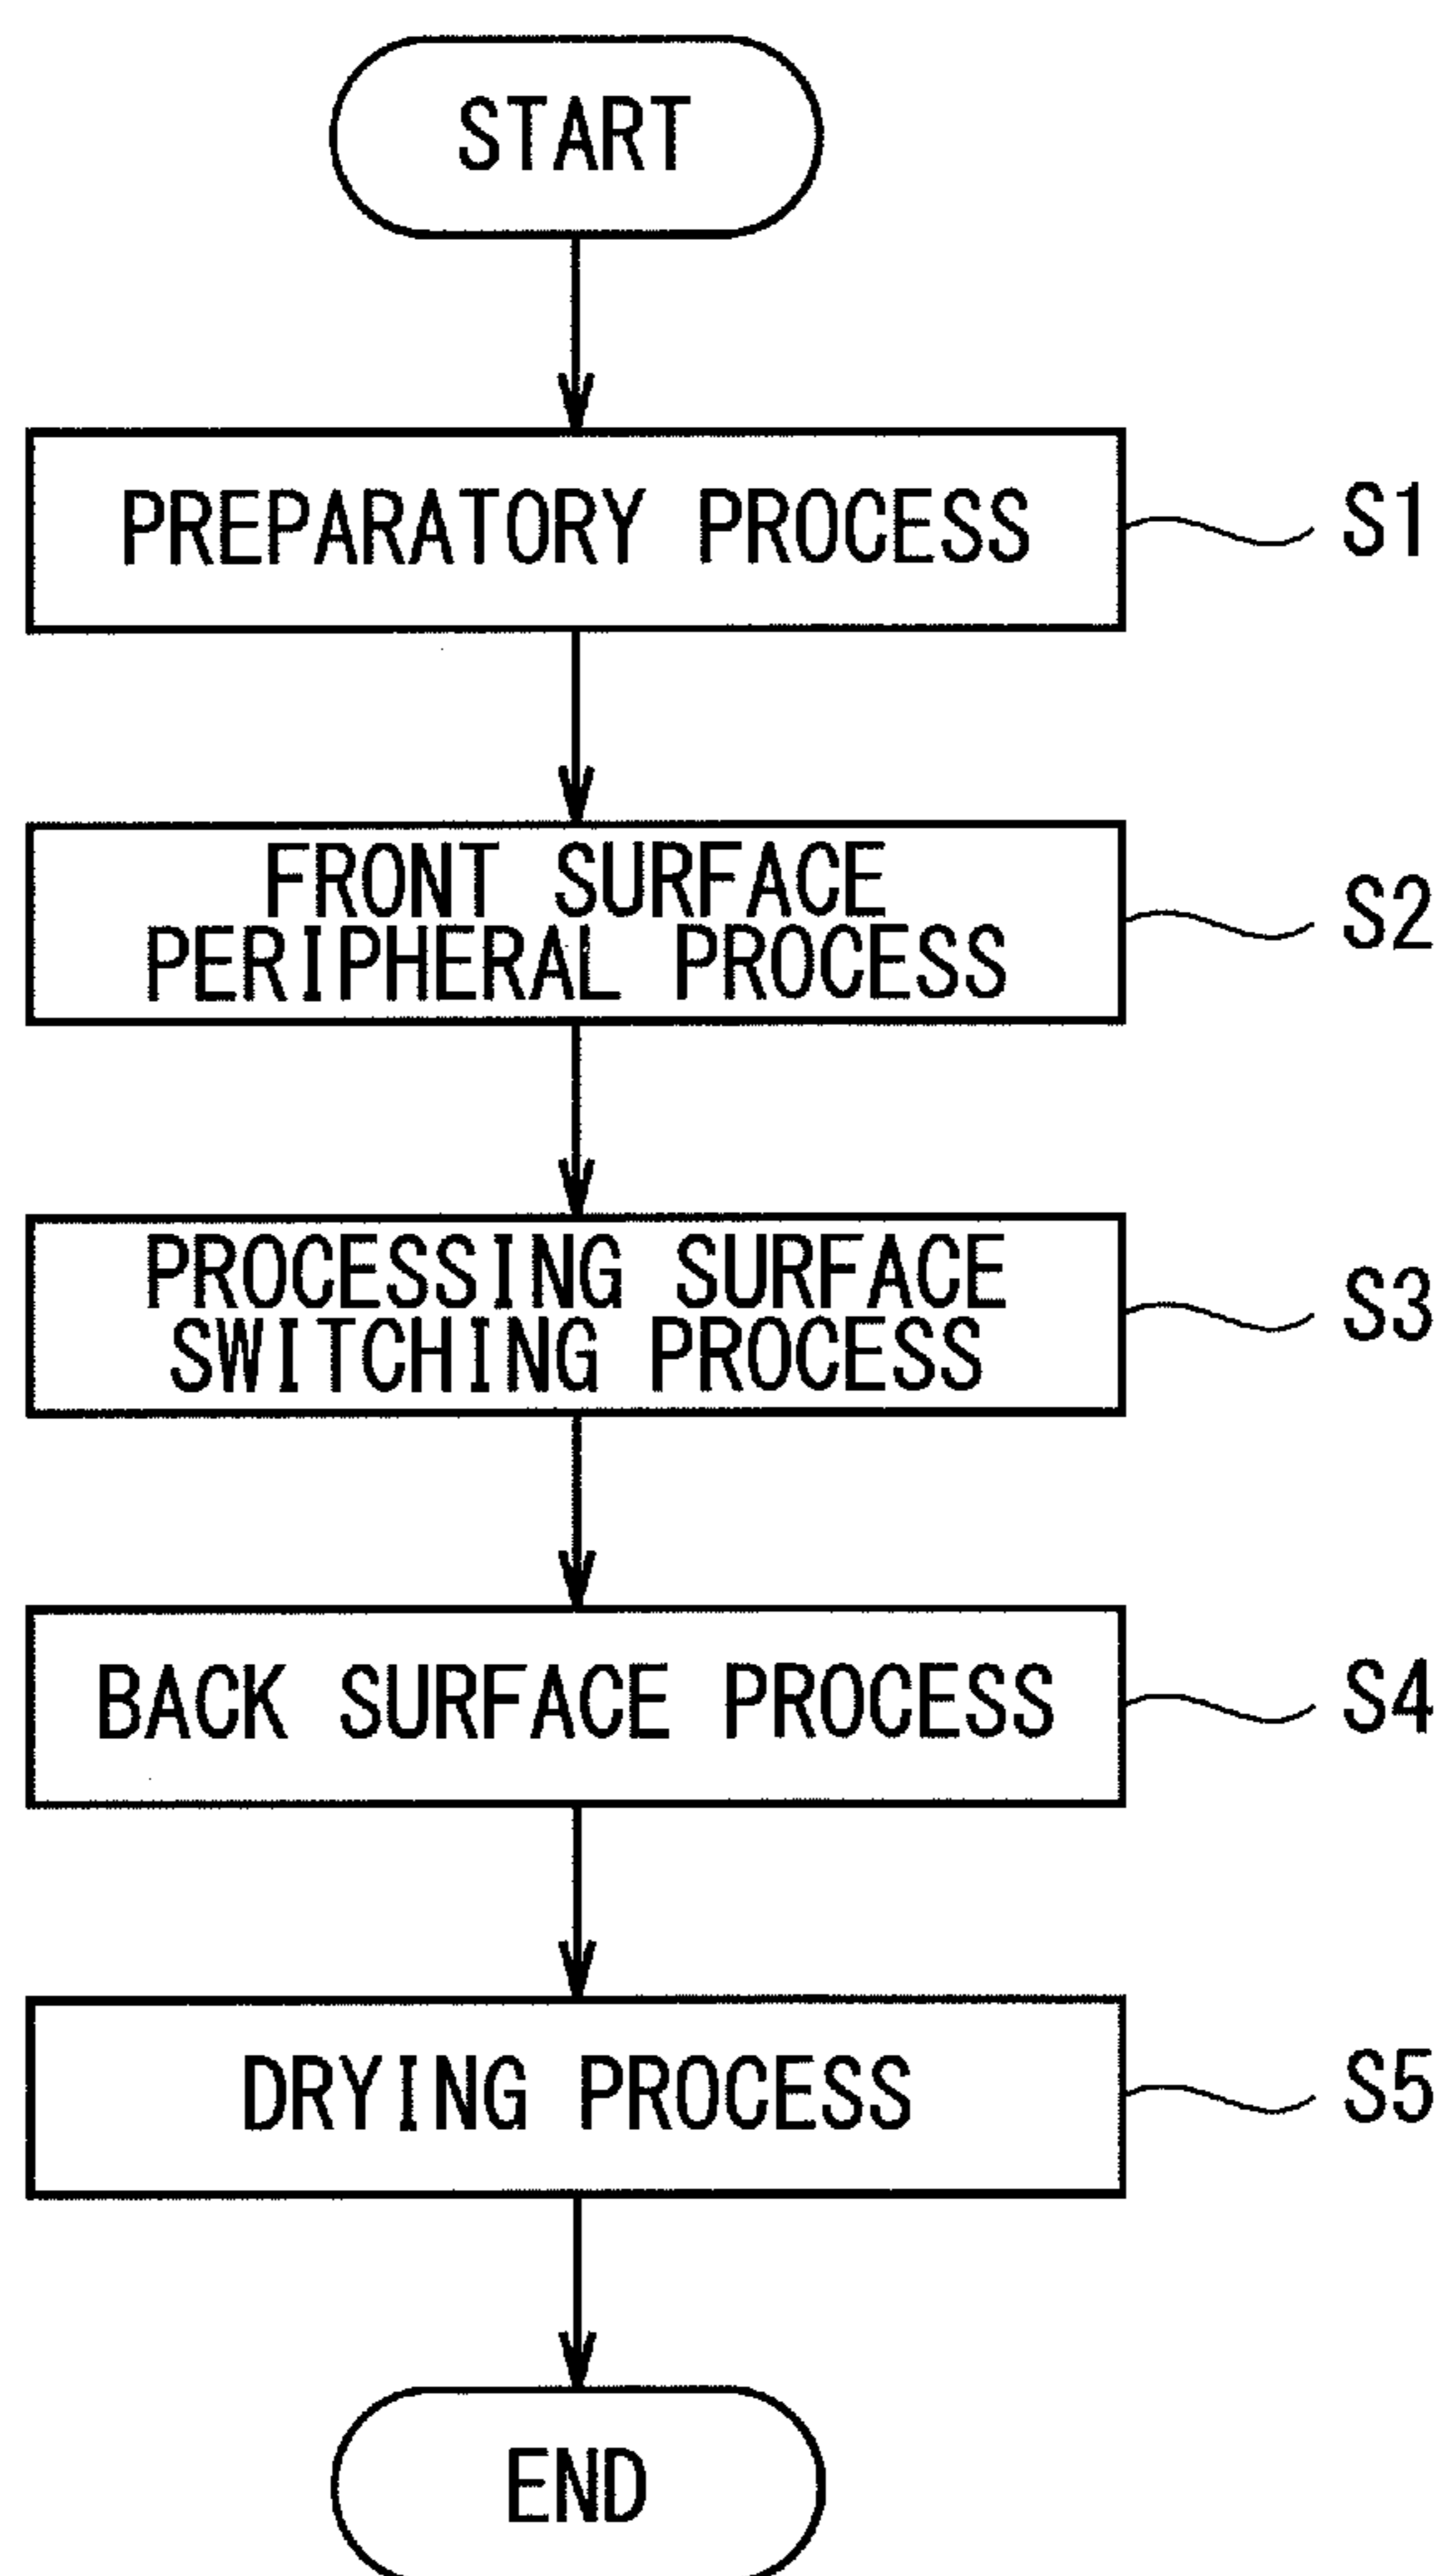 START
PREPARATORY PROCESS
S1
FRONT SURFACE
PERIPHERAL PROCESS
S2
PROCESSING SURFACE
SWITCHING PROCESS
S3
BACK SURFACE PROCESS
S4
DRYING PROCESS
S5
END